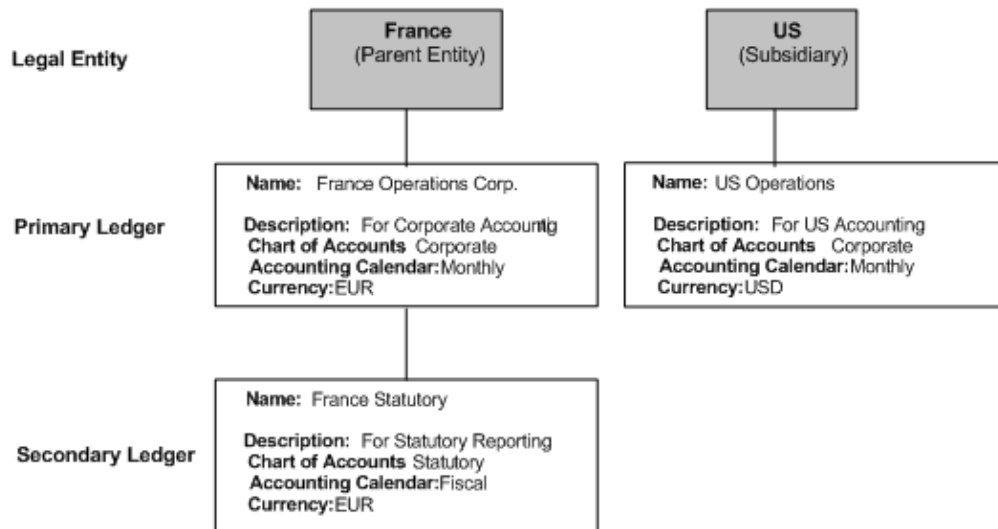 Legal Entity
France
(Parent Entity)
US
(Subsidiary)
Primary Ledger
Name: France Operations Corp.
Description: For Corporate Accountig
Chart of Accounts Corporate
Accounting Calendar:Monthly
Currency:EUR
Name: US Operations
Description: For US Accounting
Chart of Accounts Corporate
Accounting Calendar:Monthly
Currency:USD
Secondary Ledger
Name: France Statutory
Description: For Statutory Reporting
Chart of Accounts Statutory
Accounting Calendar:Fiscal
Currency:EUR